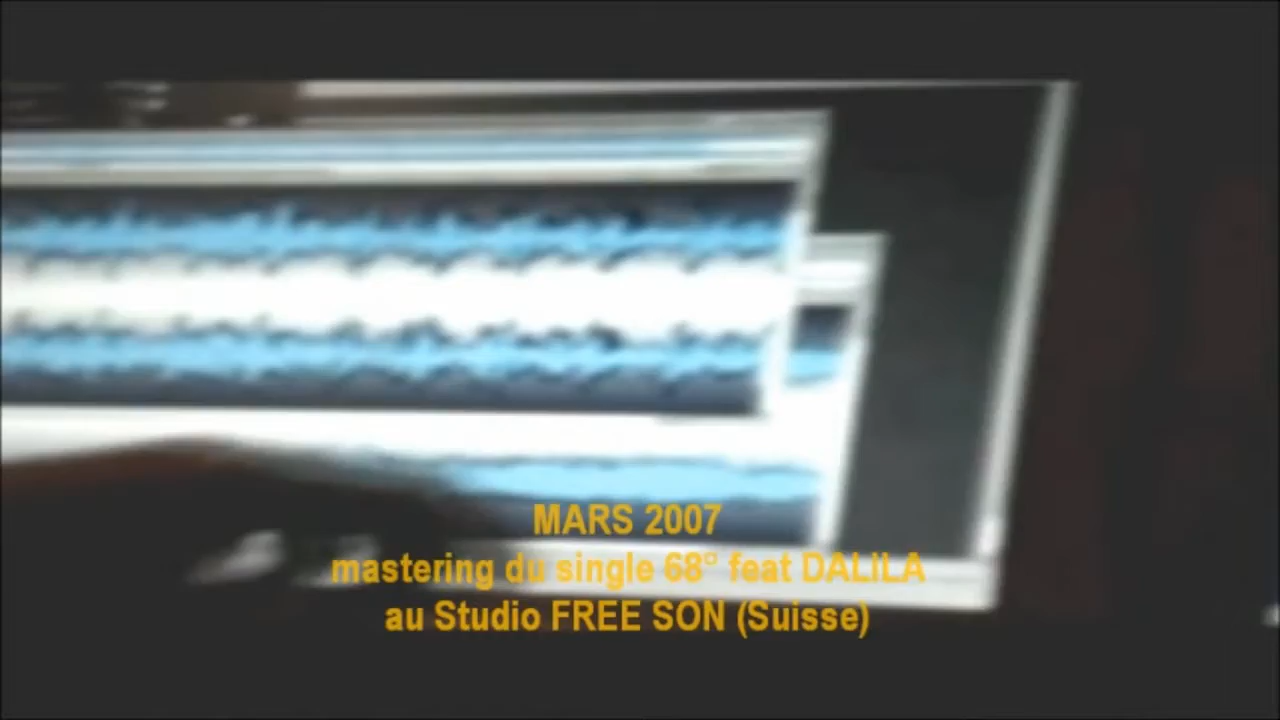 MARS 2007
mastering du single 68° feat DALiLA
au Studio FREE SON (Suisse)